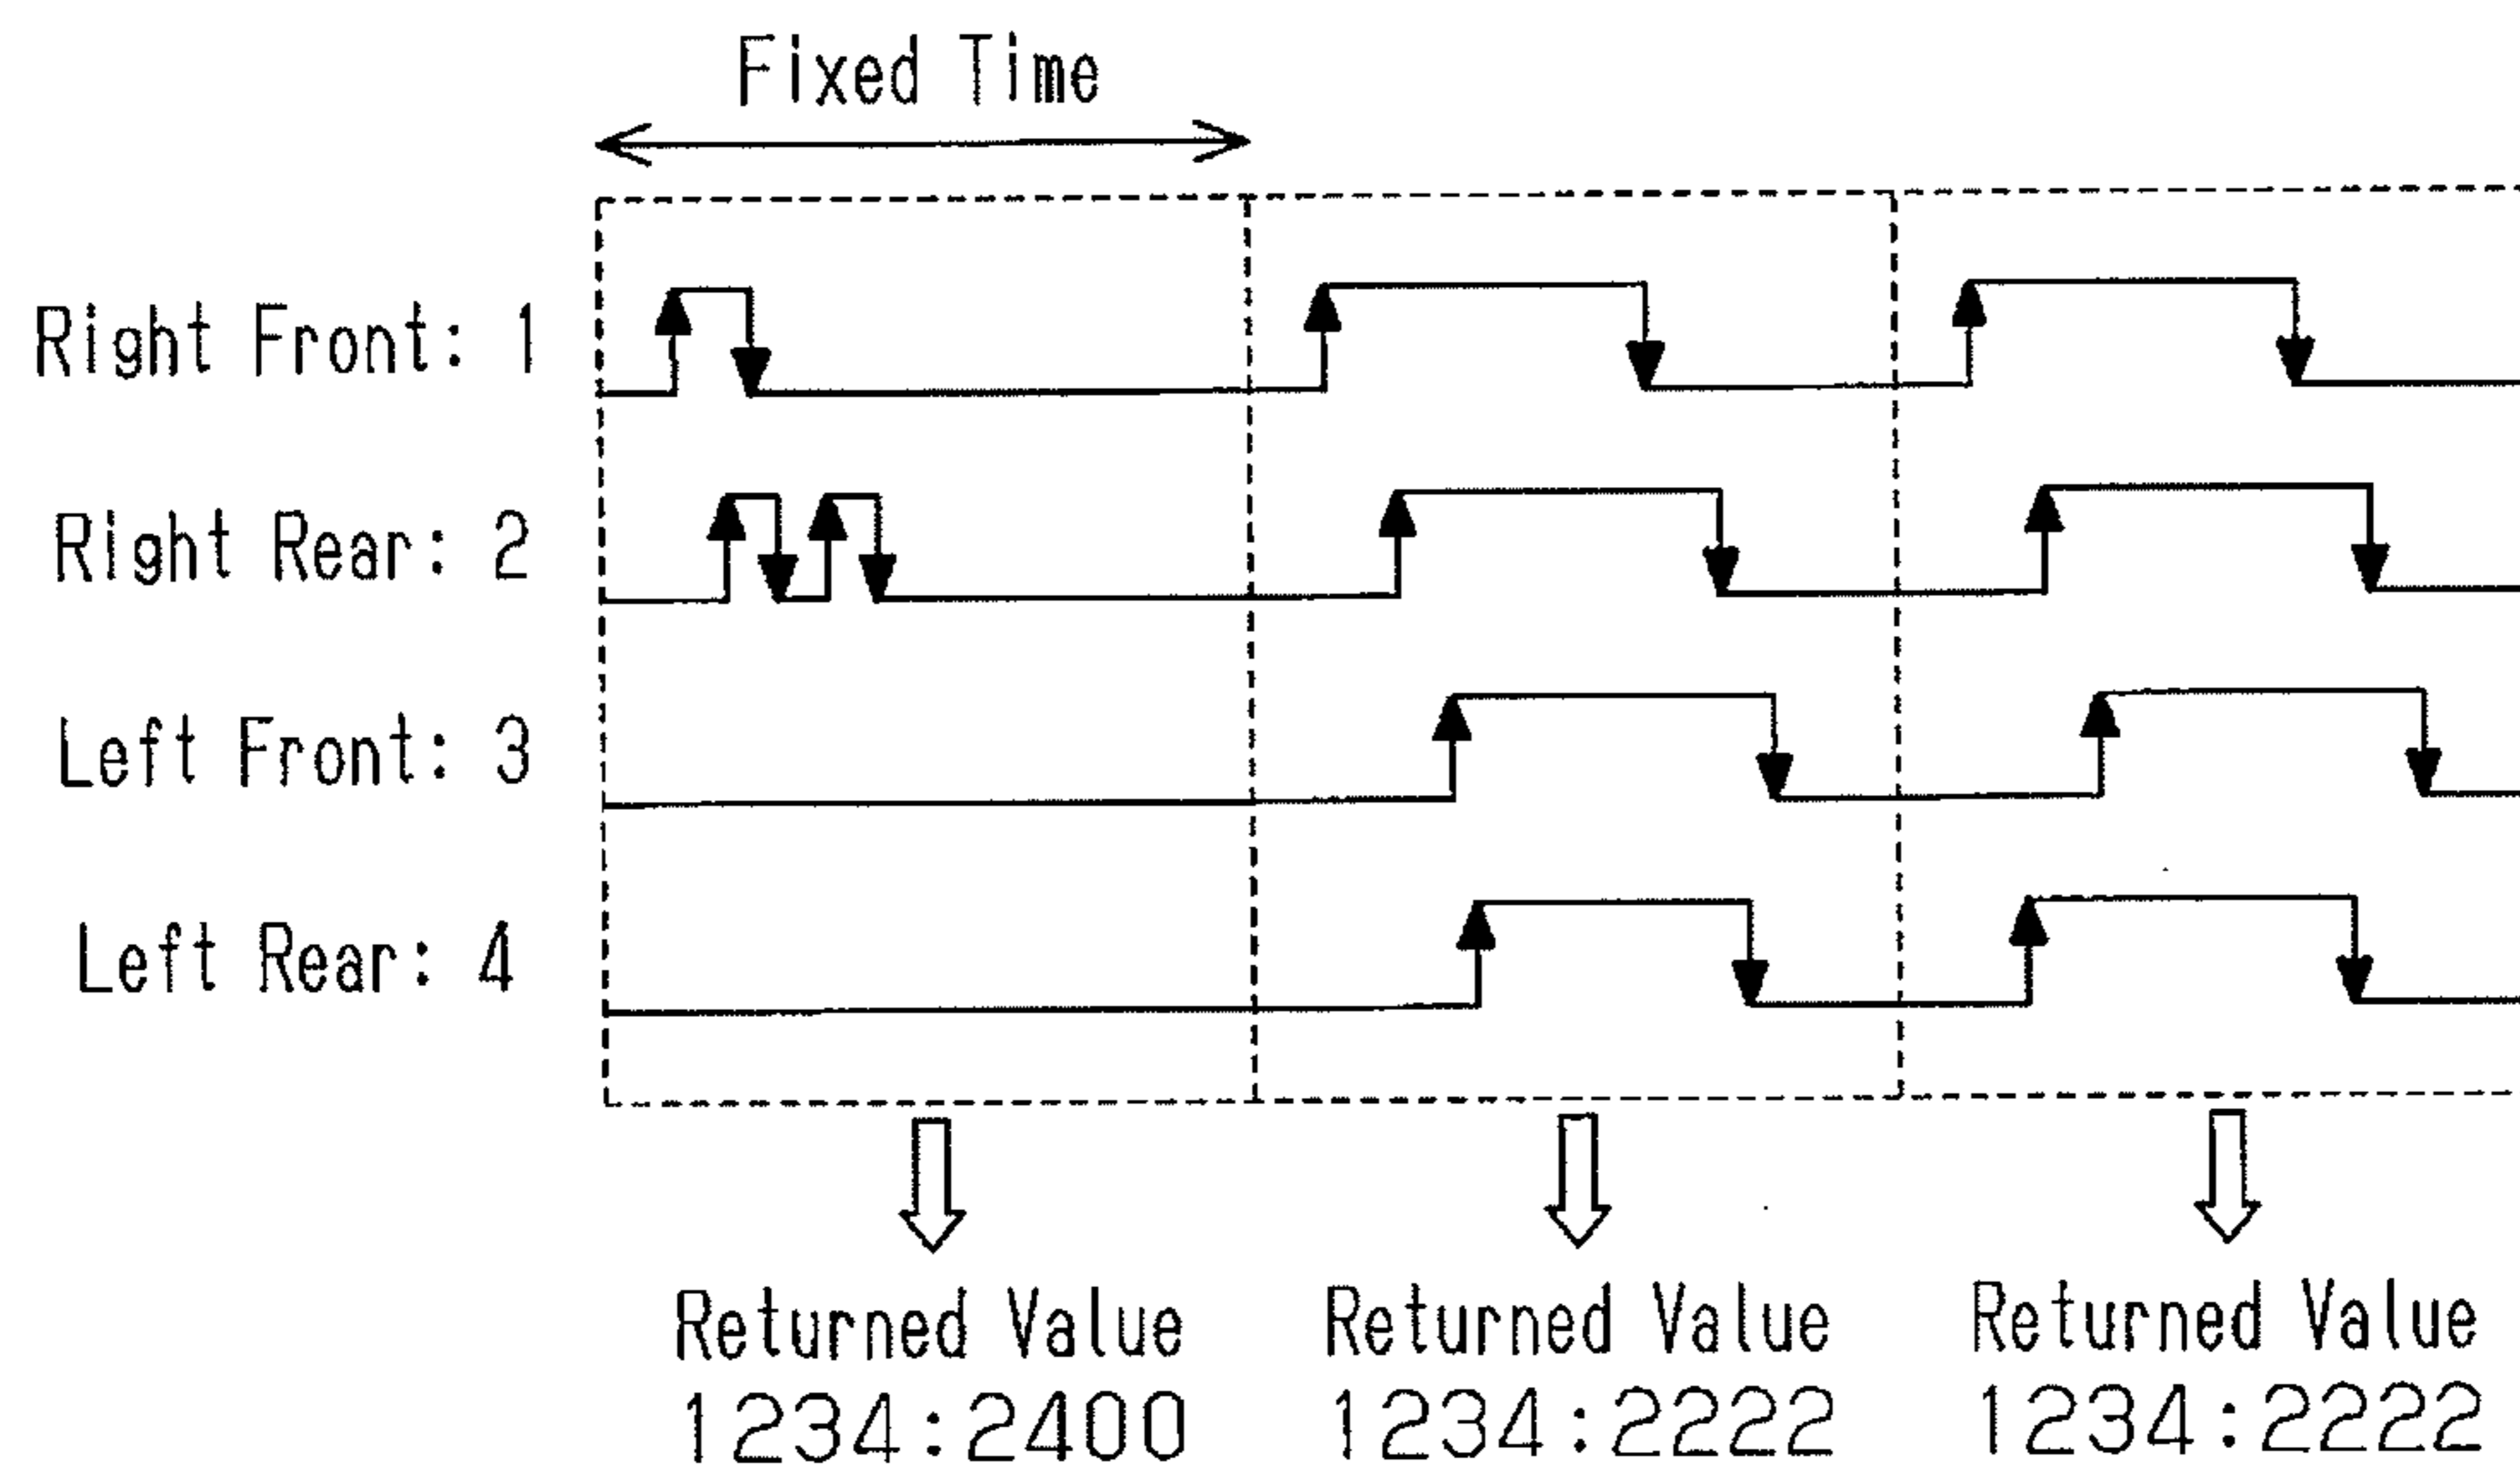 Fixed Time
Right Front: 1
Right Rear: 2
Left Front: 3
Left Rear: 4
Returned Value Returned Value Returned Value
1234:2400 1234:2222 1234:2222